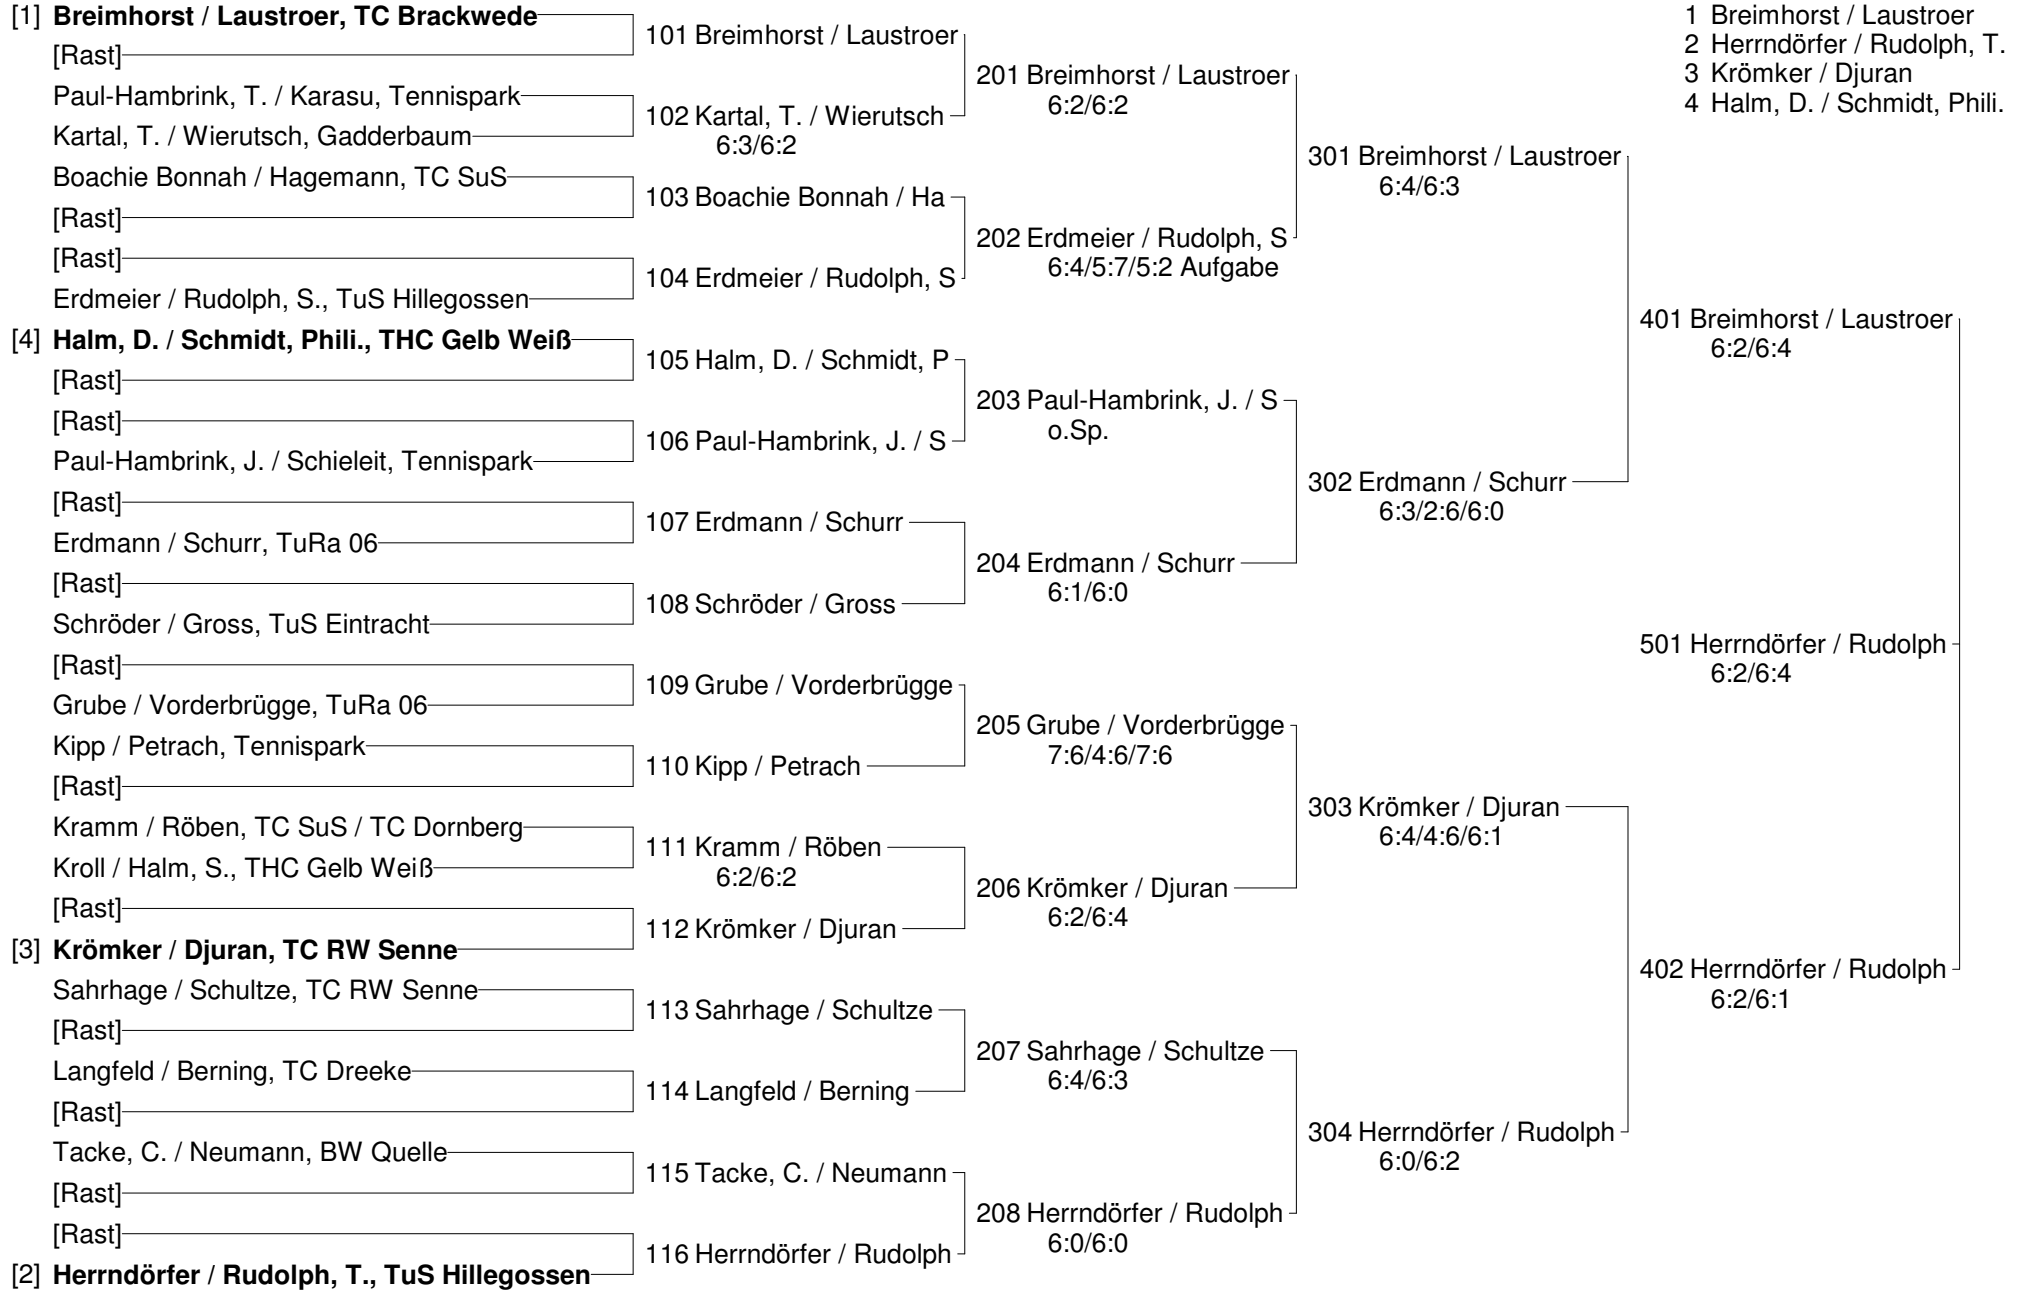 [1] Breimhorst / Laustroer, TC Brackwede
[Rast]
Paul-Hambrink, T. / Karasu, Tennispark
Kartal, T. / Wierutsch, Gadderbaum
Boachie Bonnah / Hagemann, TC SuS
[Rast]
[Rast]
Erdmeier / Rudolph, S., TuS Hillegossen
[4] Halm, D. / Schmidt, Phili., THC Gelb Weiß
[Rast]
[Rast]
Paul-Hambrink, J. / Schieleit, Tennispark
[Rast]
Erdmann / Schurr, TuRa 06
[Rast]
Schröder / Gross, TuS Eintracht
[Rast]
Grube / Vorderbrügge, TuRa 06
Kipp / Petrach, Tennispark
[Rast]
Kramm / Röben, TC SuS / TC Dornberg
Kroll / Halm, S., THC Gelb Weiß
[Rast]
[3] Krömker / Djuran, TC RW Senne
Sahrhage / Schultze, TC RW Senne
[Rast]
Langfeld / Berning, TC Dreeke
[Rast]
Tacke, C. / Neumann, BW Quelle
[Rast]
[Rast]
[2] Herrndörfer / Rudolph, T., TuS Hillegossen
101 Breimhorst / Laustroer
102 Kartal, T. / Wierutsch
6:3/6:2
103 Boachie Bonnah / Ha
104 Erdmeier / Rudolph, S
105 Halm, D. / Schmidt, P
106 Paul-Hambrink, J. / S
107 Erdmann / Schurr
108 Schröder / Gross
109 Grube / Vorderbrügge
110 Kipp / Petrach
111 Kramm / Röben
6:2/6:2
112 Krömker / Djuran
113 Sahrhage / Schultze
114 Langfeld / Berning
115 Tacke, C. / Neumann
116 Herrndörfer / Rudolph
201 Breimhorst / Laustroer
6:2/6:2
202 Erdmeier / Rudolph, S
6:4/5:7/5:2 Aufgabe
203 Paul-Hambrink, J. / S
o.Sp.
204 Erdmann / Schurr
6:1/6:0
205 Grube / Vorderbrügge
7:6/4:6/7:6
206 Krömker / Djuran
6:2/6:4
207 Sahrhage / Schultze
6:4/6:3
208 Herrndörfer / Rudolph
6:0/6:0
301 Breimhorst / Laustroer
6:4/6:3
302 Erdmann / Schurr
6:3/2:6/6:0
303 Krömker / Djuran
6:4/4:6/6:1
304 Herrndörfer / Rudolph
6:0/6:2
401 Breimhorst / Laustroer
6:2/6:4
402 Herrndörfer / Rudolph
6:2/6:1
501 Herrndörfer / Rudolph
6:2/6:4
1 Breimhorst / Laustroer
2 Herrndörfer / Rudolph, T.
3 Krömker / Djuran
4 Halm, D. / Schmidt, Phili.